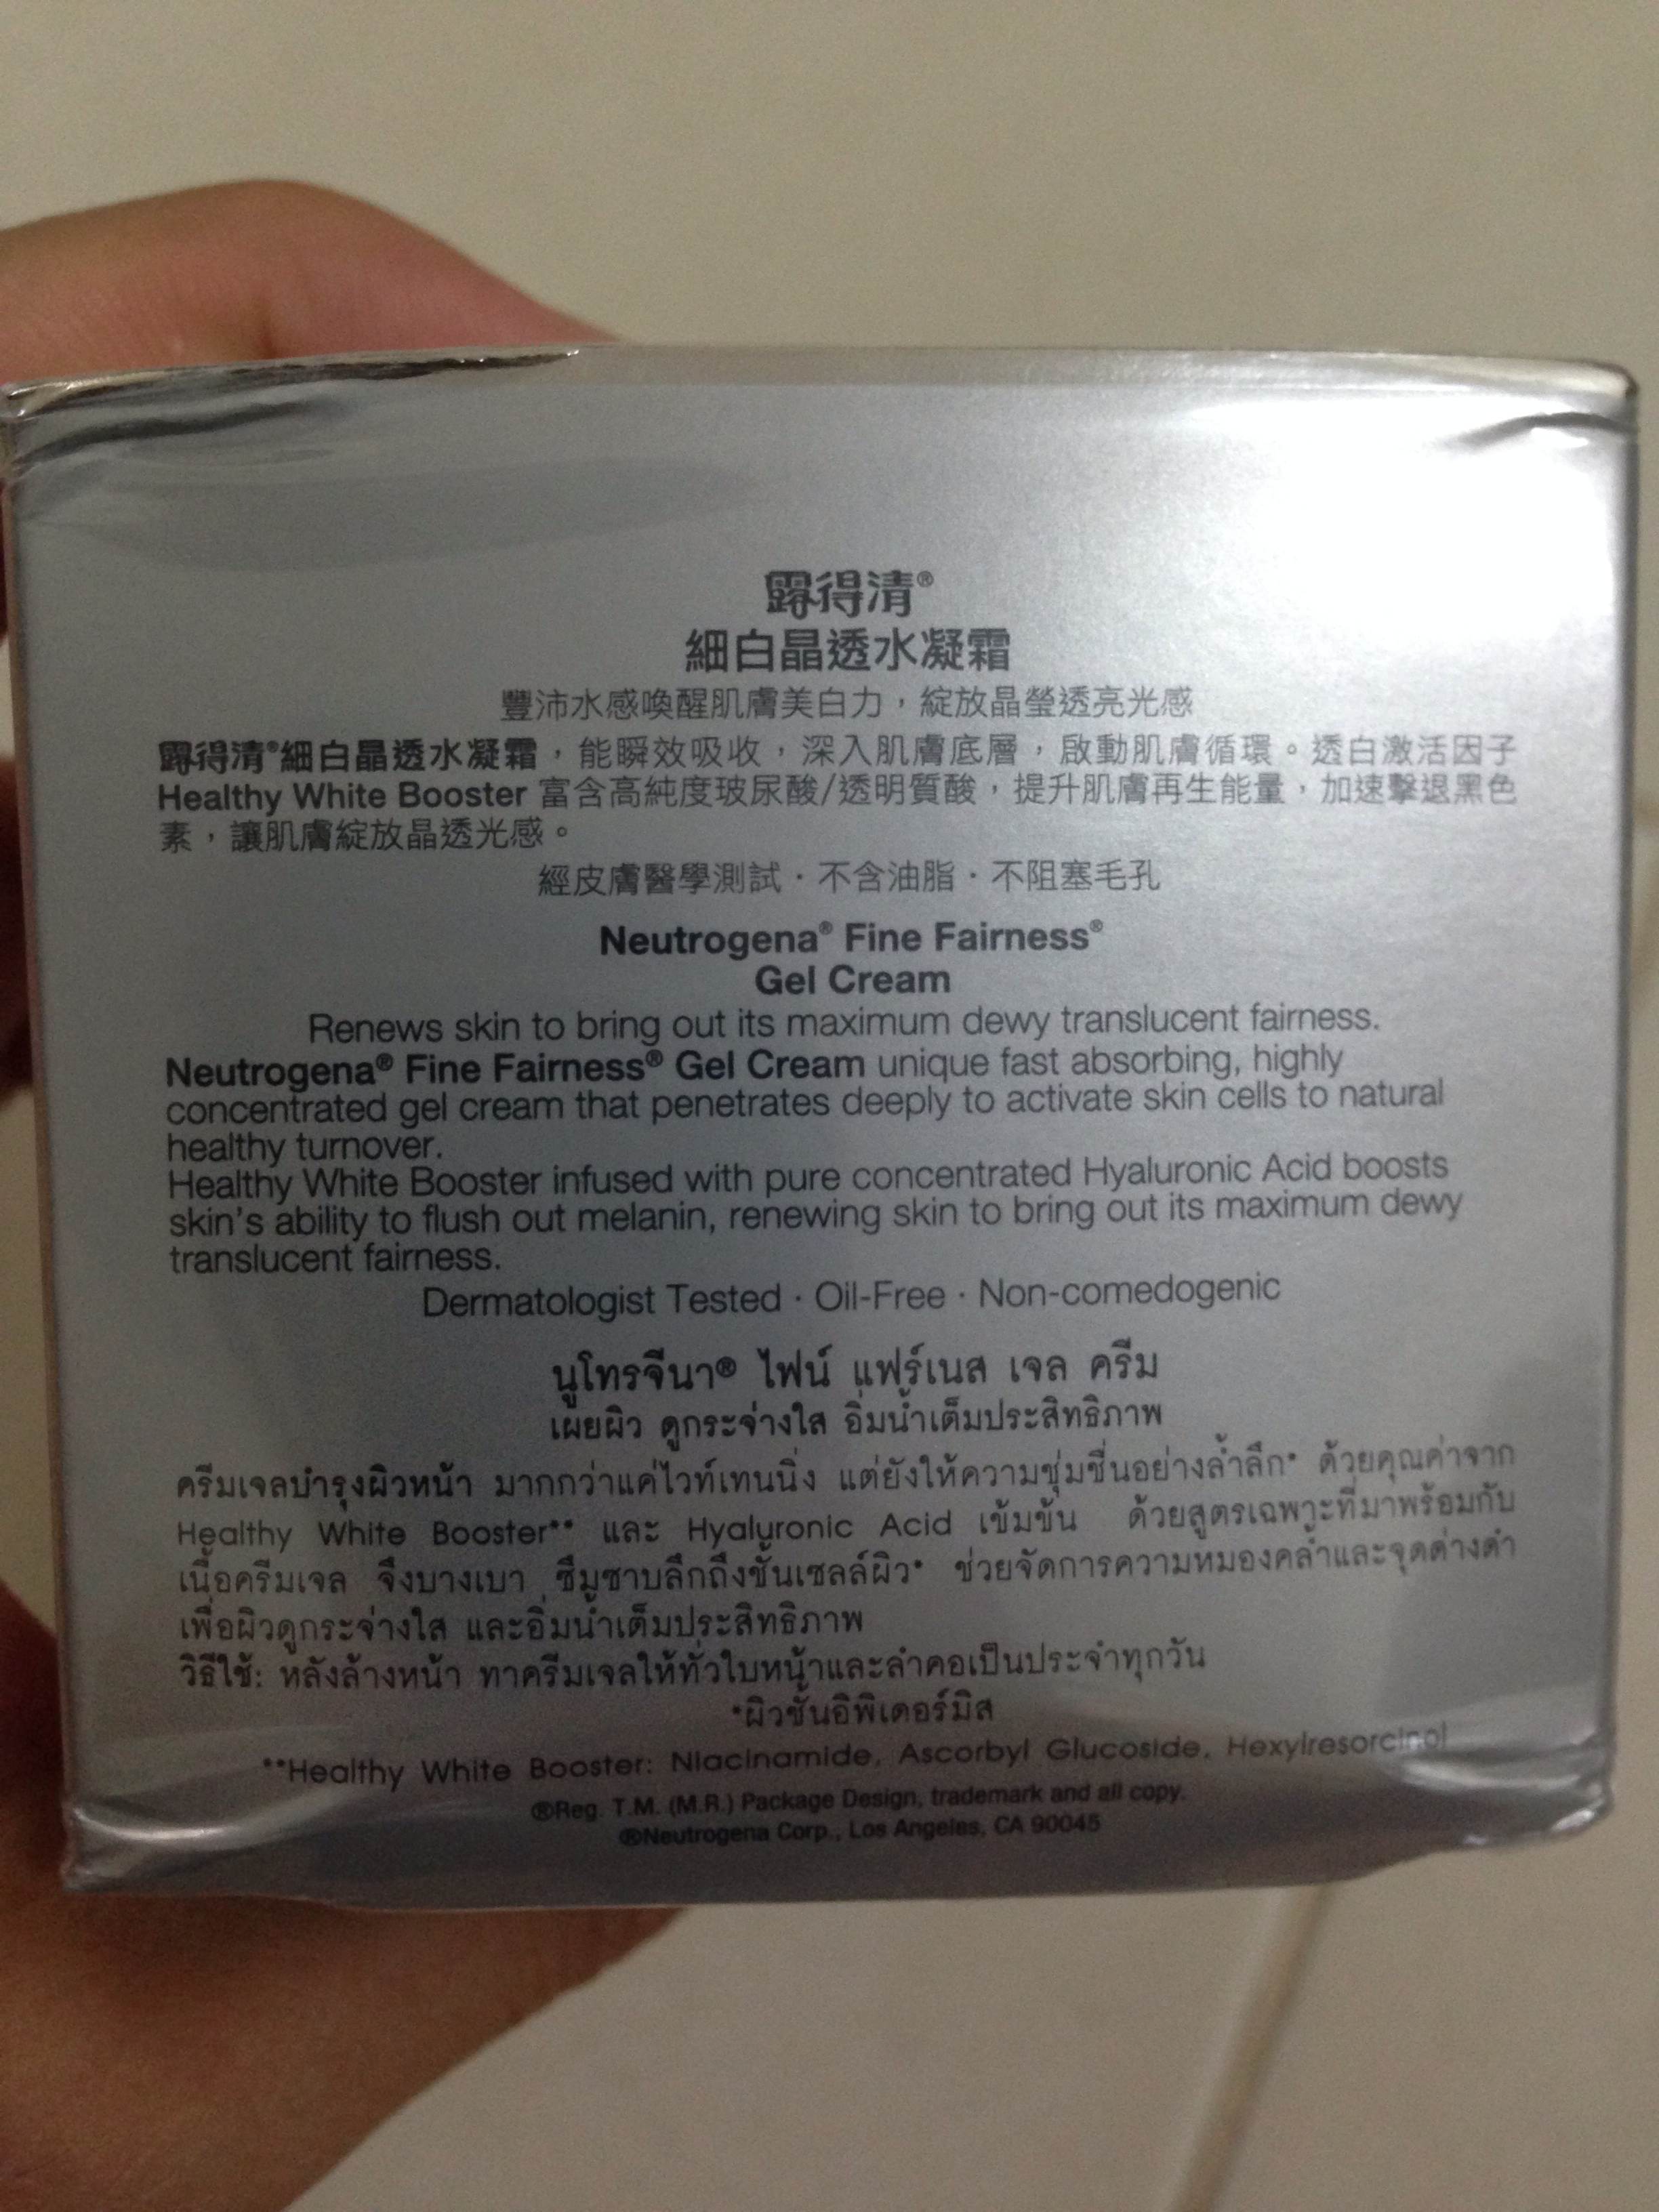 露得清®
細白晶透水凝霜
豐沛水感喚醒肌膚美白力，綻放晶瑩透亮光感
露得清®細白晶透水凝霜，能瞬效吸收，深入肌膚底層，啟動肌膚循環。透白激活因子
Healthy White Booster 富含高純度玻尿酸/透明質酸，提升肌膚再生能量，加速擊退黑色
素，讓肌膚綻放晶透光感。
經皮膚醫學測試·不含油脂·不阻塞毛孔
Neutrogena® Fine Fairness®
Gel Cream
Renews skin to bring out its maximum dewy translucent fairness.
Neutrogena® Fine Fairness® Gel Cream unique fast absorbing, highly
concentrated gel cream that penetrates deeply to activate skin cells to natural
healthy turnover.
Healthy White Booster infused with pure concentrated Hyaluronic Acid boosts
skin's ability to flush out melanin, renewing skin to bring out its maximum dewy
translucent fairness.
Dermatologist Tested · Oil-Free · Non-comedogenic
นูโทรจีนา® ไฟน์ แฟร์เนส เจล ครีม
เผยผิว ดูกระจ่างใส อิ่มน้ำเต็มประสิทธิภาพ
ครีมเจลบำรุงผิวหน้า มากกว่าแค่ไวท์เทนนิ่ง แต่ยังให้ความชุ่มชื่นอย่างล้ำลึก* ด้วยคุณค่าจาก
Healthy White Booster** และ Hyaluronic Acid เข้มข้น ด้วยสูตรเฉพาะที่มาพร้อมกับ
เนื้อครีมเจล จึงบางเบา ซึมซาบลึกถึงชั้นเซลล์ผิว* ช่วยจัดการความหมองคล้ำและจุดด่างดำ
เพื่อผิวดูกระจ่างใส และอิ่มน้ำเต็มประสิทธิภาพ
วิธีใช้: หลังล้างหน้า ทาครีมเจลให้ทั่วใบหน้าและลำคอเป็นประจำทุกวัน
*ผิวชั้นอิพิเดอร์มิส
**Healthy White Booster: Niacinamide, Ascorbyl Glucoside, Hexylresorcinol
®Reg. T.M. (M.R.) Package Design, trademark and all copy.
®Neutrogena Corp., Los Angeles, CA 90045